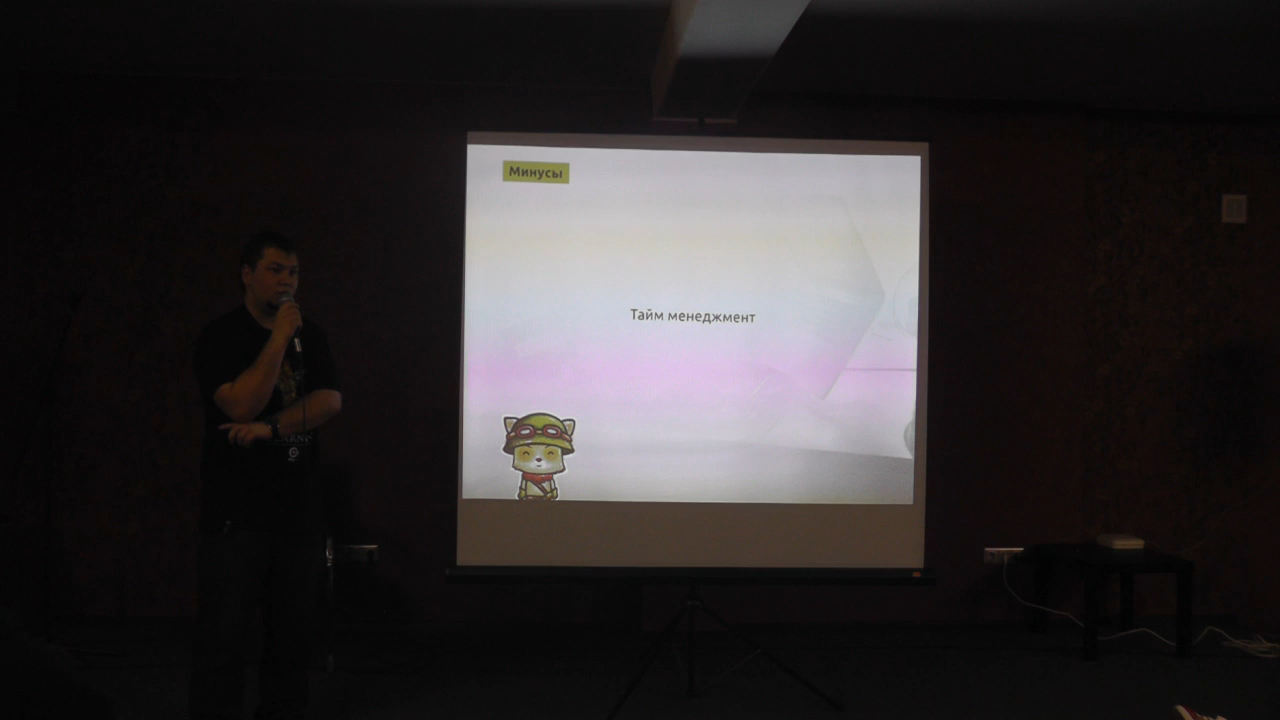 Минусы
Тайм менеджмент